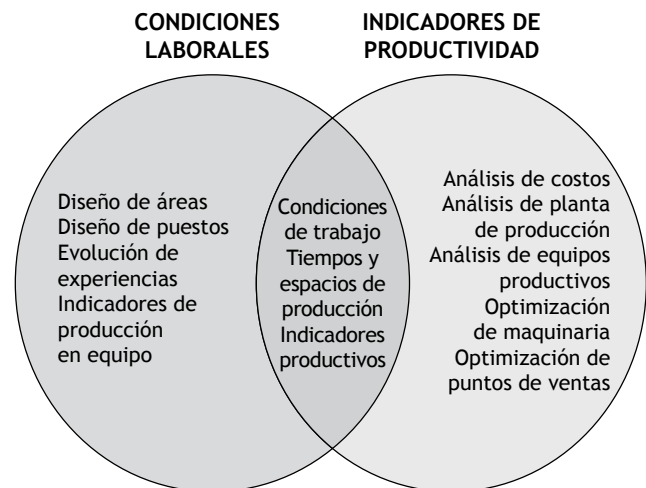 CONDICIONES
LABORALES
INDICADORES DE
PRODUCTIVIDAD
Diseño de áreas
Diseño de puestos
Evolución de
experiencias
Indicadores de
producción
en equipo
Condiciones
de trabajo
Tiempos y
espacios de
producción
Indicadores
productivos
Análisis de costos
Análisis de planta
de producción
Análisis de equipos
productivos
Optimización
de maquinaria
Optimización de
puntos de ventas